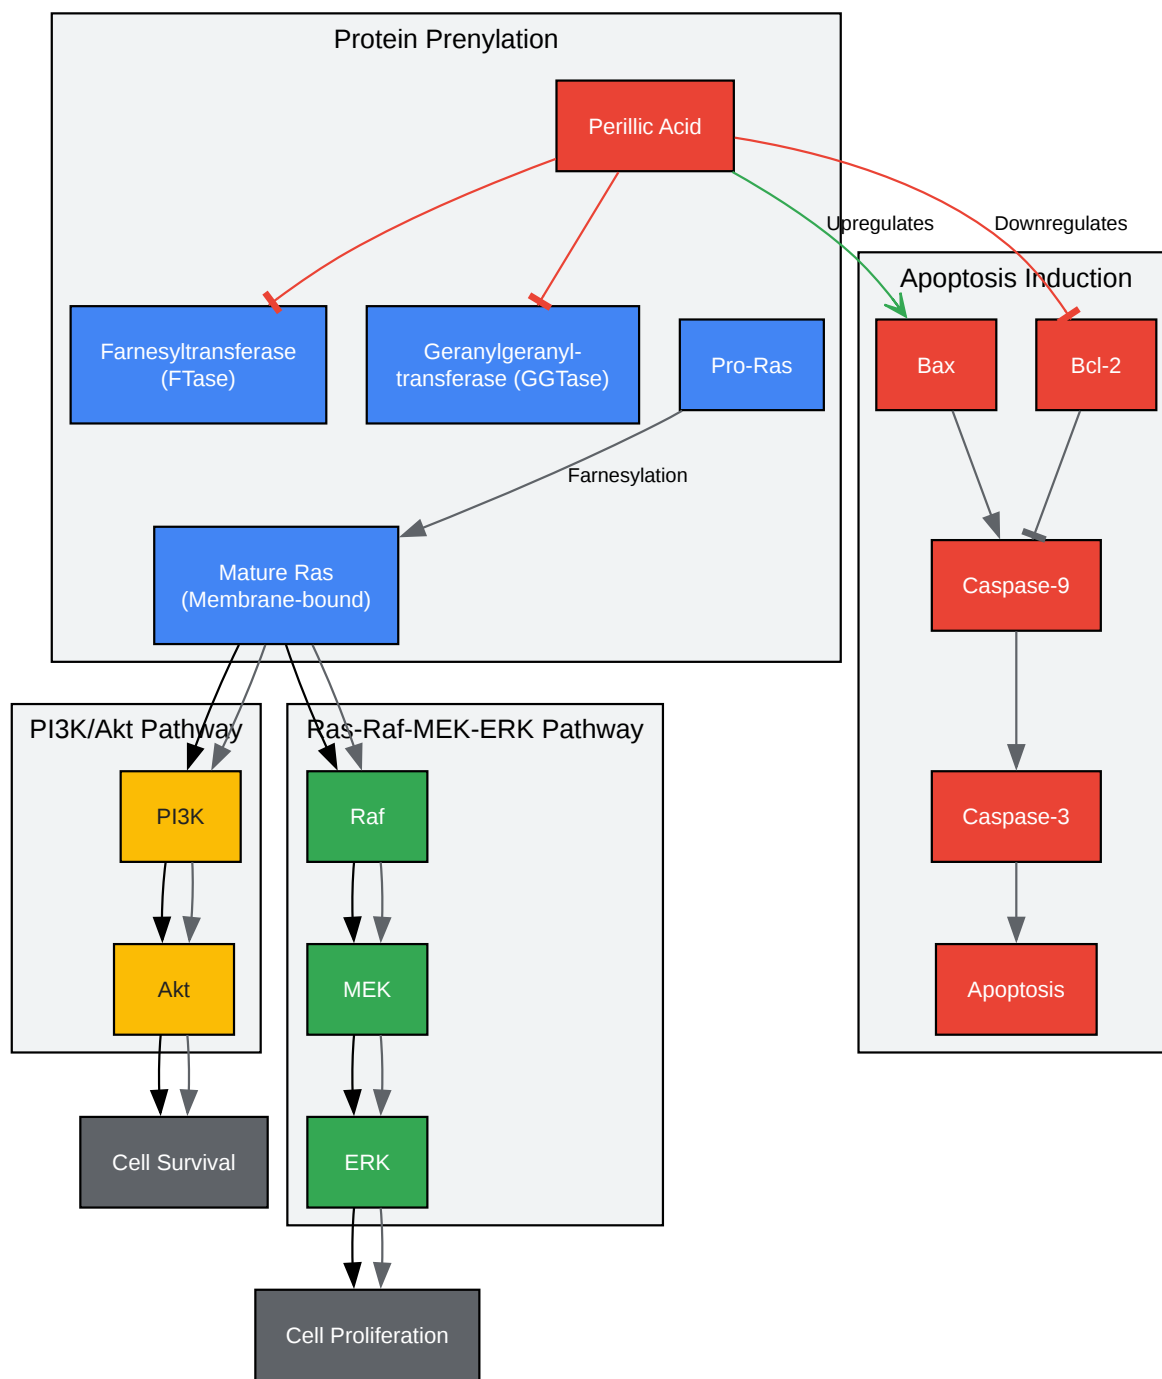 Protein Prenylation
Perillic Acid
Upregulates
Downregulates
Apoptosis Induction
Farnesyltransferase
(FTase)
Geranylgeranyl-
transferase (GGTase)
Pro-Ras
Bax
Bcl-2
Farnesylation
Mature Ras
(Membrane-bound)
Caspase-9
PI3K/Akt Pathway
Ras-Raf-MEK-ERK Pathway
PI3K
Raf
Caspase-3
Akt
MEK
Apoptosis
Cell Survival
ERK
Cell Proliferation